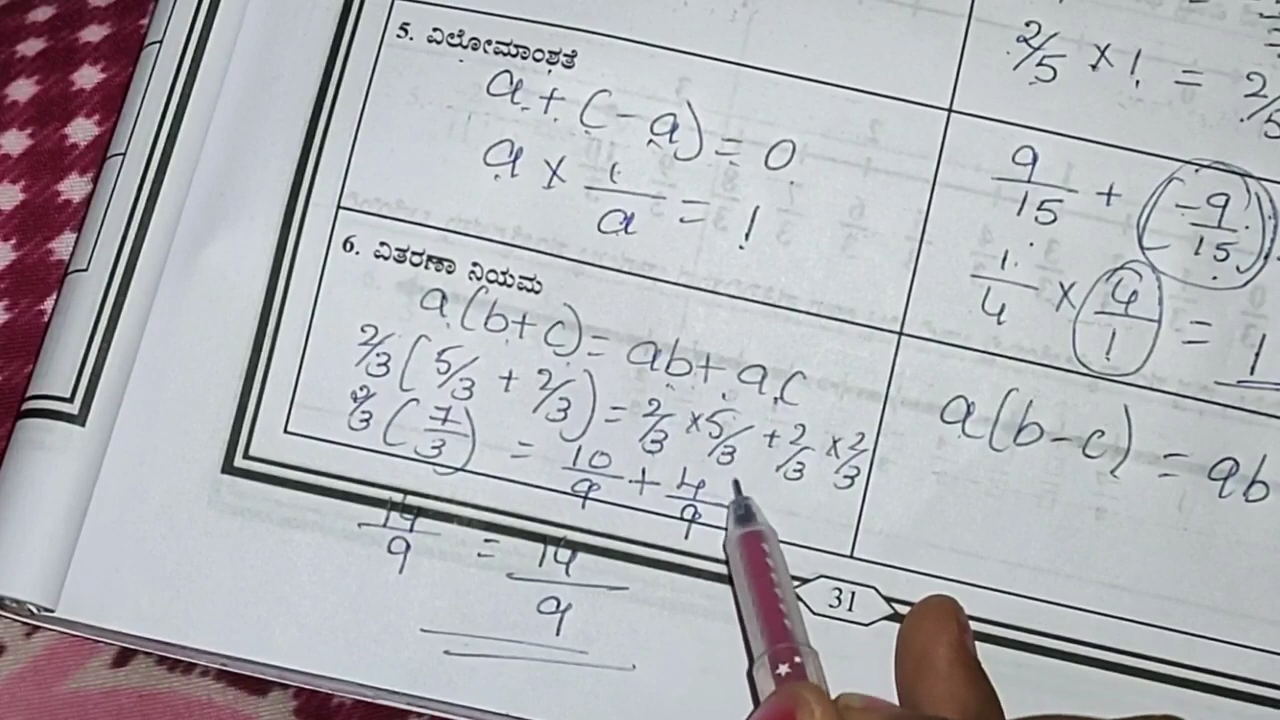 2/5 × 1 = 2/5
5. ವಿಲೋಮಾಂಶತೆ
a + (-a) = 0
a × 1/a = 1
9/15 + (-9/15)
1/4 × 4/1 = 1
6. ವಿತರಣಾ ನಿಯಮ
a(b+c) = ab + ac
2/3 (5/3 + 2/3) = 2/3 × 5/3 + 2/3 × 2/3
2/3 (7/3) = 10/9 + 4/9
14/9 = 14/9
a(b-c) = ab
31